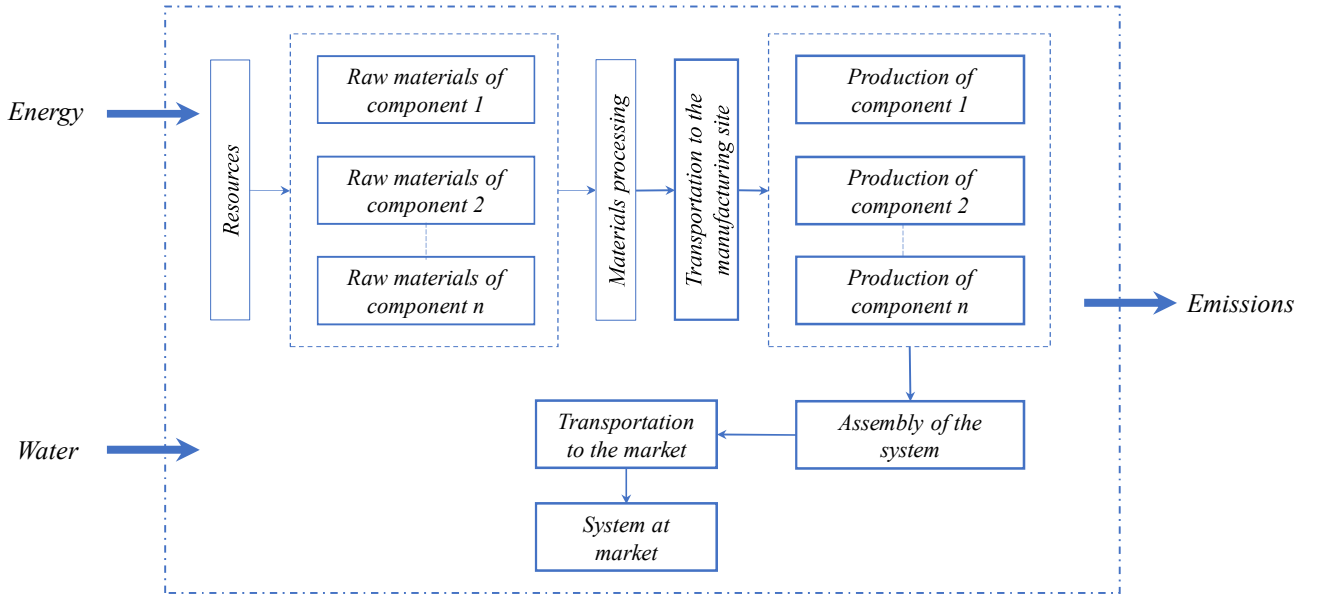 Energy
Water
Resources
Raw materials of
component 1
Raw materials of
component 2
Raw materials of
component n
Materials processing
Transportation to the
manufacturing site
Production of
component 1
Production of
component 2
Production of
component n
Assembly of the
system
Transportation
to the market
System at
market
Emissions